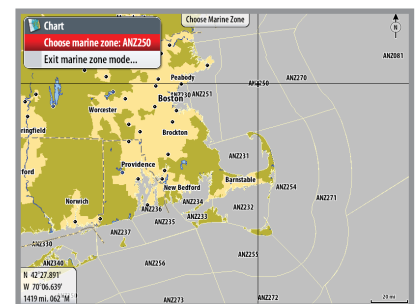 Chart
Choose Marine Zone
N
Choose marine zone: ANZ250
Exit marine zone mode...
ANZ081
Peabody
ANZ250
ANZ270
Boston
ANZ230
ANZ251
Worcester
Brockton
ringfield
ANZ231
Providence
ford
New Bedford
Barnstable
ANZ254
Norwich
ANZ236
ANZ234
ANZ232
ANZ271
ANZ233
ANZ235
ANZ237
ANZ330
ANZ340
ANZ256
ANZ255
N 42°27.891'
W 70°06.639'
1419 mi. 062 °M
ANZ273
ANZ272
20 mi